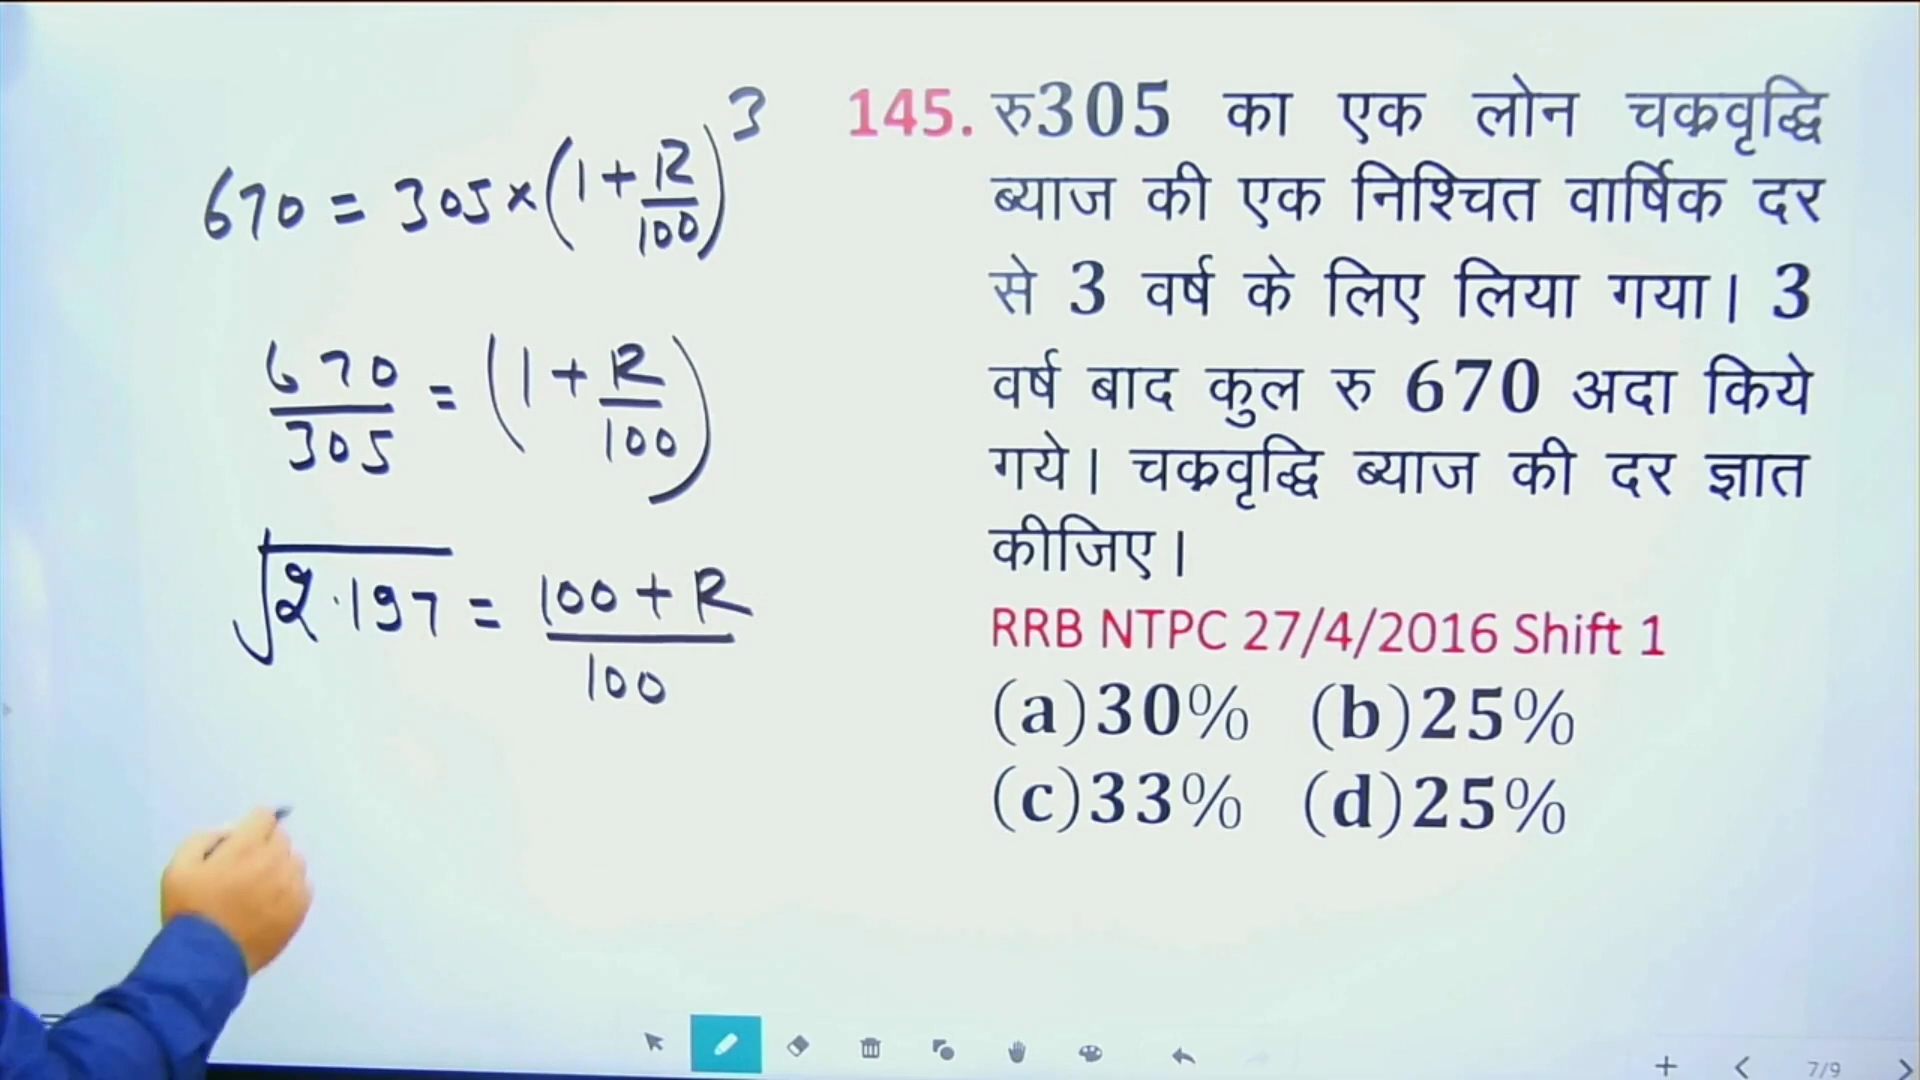 670 = 305 × (1 + R/100)^3
670/305 = (1 + R/100)
√2.197 = (100 + R)/100
145. रु305 का एक लोन चक्रवृद्धि
ब्याज की एक निश्चित वार्षिक दर
से 3 वर्ष के लिए लिया गया। 3
वर्ष बाद कुल रु 670 अदा किये
गये। चक्रवृद्धि ब्याज की दर ज्ञात
कीजिए।
RRB NTPC 27/4/2016 Shift 1
(a)30% (b)25%
(c)33% (d)25%
7/9